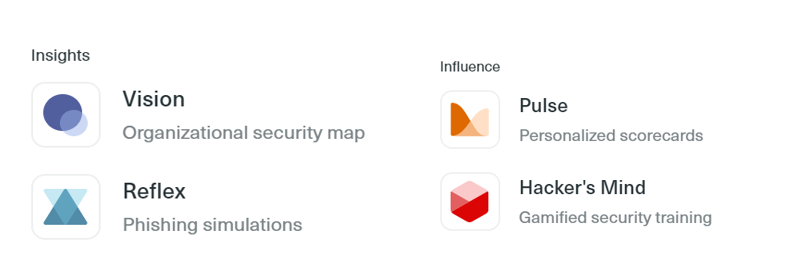 Insights
Vision
Organizational security map
Reflex
Phishing simulations
Influence
Pulse
Personalized scorecards
Hacker's Mind
Gamified security training